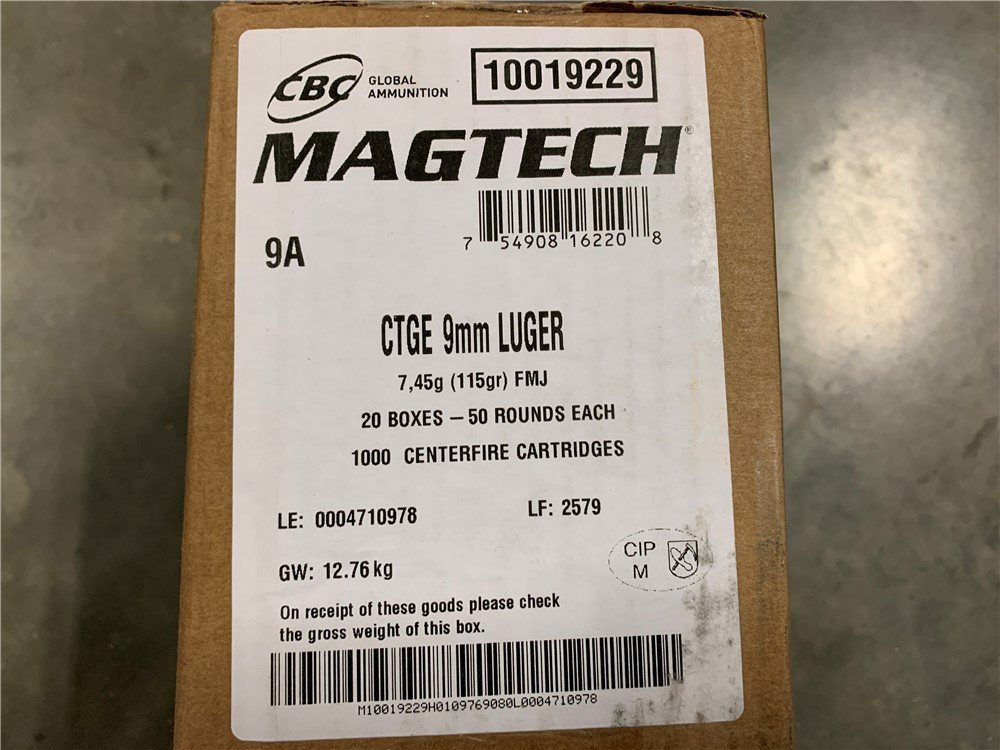 CBC GLOBAL AMMUNITION
10019229
MAGTECH®
7 54908 16220 8
9A
CTGE 9mm LUGER
7,45g (115gr) FMJ
20 BOXES – 50 ROUNDS EACH
1000 CENTERFIRE CARTRIDGES
LE: 0004710978
LF: 2579
CIP
M
GW: 12.76 kg
On receipt of these goods please check
the gross weight of this box.
M10019229H0109769080L0004710978